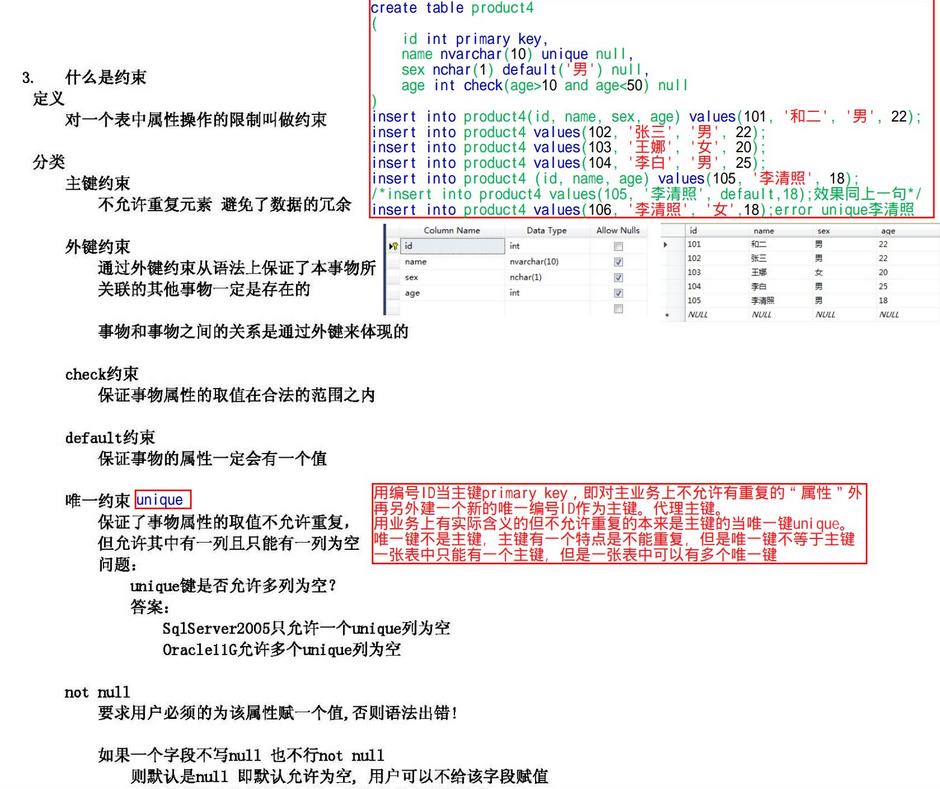 create table product4
(
id int primary key,
name nvarchar(10) unique null,
sex nchar(1) default('男') null,
age int check(age>10 and age<50) null
)
insert into product4(id, name, sex, age) values(101, '和二', '男', 22);
insert into product4 values(102, '张三', '男', 22);
insert into product4 values(103, '王娜', '女', 20);
insert into product4 values(104, '李白', '男', 25);
insert into product4 (id, name, age) values(105, '李清照', 18);
/*insert into product4 values(105, '李清照', default,18);效果同上一句*/
insert into product4 values(106, '李清照', '女',18);error unique李清照
Column Name Data Type Allow Nulls
id int
name nvarchar(10)
sex nchar(1)
age int
id name sex age
101 和二 男 22
102 张三 男 22
103 王娜 女 20
104 李白 男 25
105 李清照 男 18
NULL NULL NULL NULL
3. 什么是约束
定义
对一个表中属性操作的限制叫做约束
分类
主键约束
不允许重复元素 避免了数据的冗余
外键约束
通过外键约束从语法上保证了本事物所
关联的其他事物一定是存在的
事物和事物之间的关系是通过外键来体现的
check约束
保证事物属性的取值在合法的范围之内
default约束
保证事物的属性一定会有一个值
唯一约束 unique
保证了事物属性的取值不允许重复，
但允许其中有一列且只能有一列为空
问题：
unique键是否允许多列为空？
答案：
SqlServer2005只允许一个unique列为空
Oracle11G允许多个unique列为空
用编号ID当主键primary key，即对主业务上不允许有重复的“属性”外
再另外建一个新的唯一编号ID作为主键。代理主键。
用业务上有实际含义的但不允许重复的本来是主键的当唯一键unique。
唯一键不是主键，主键有一个特点是不能重复，但是唯一键不等于主键
一张表中只能有一个主键，但是一张表中可以有多个唯一键
not null
要求用户必须的为该属性赋一个值,否则语法出错！
如果一个字段不写null 也不行not null
则默认是null 即默认允许为空，用户可以不给该字段赋值